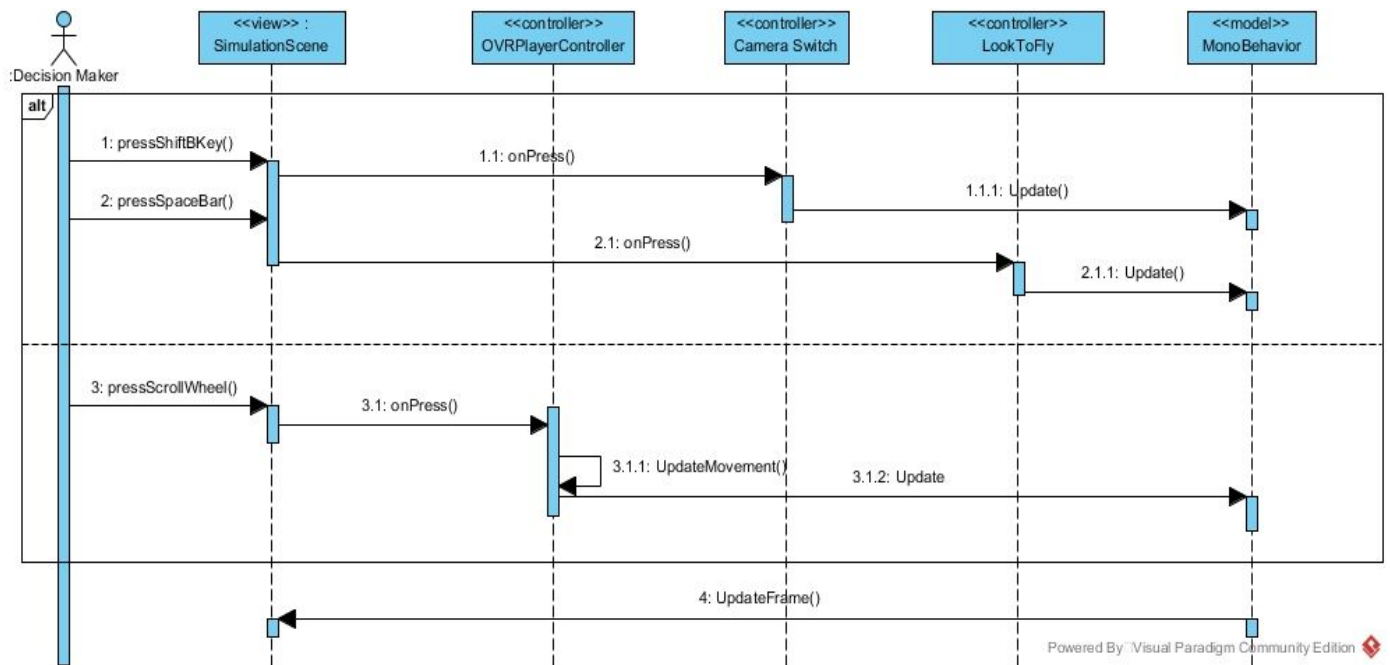 <<view>> :
SimulationScene
<<controller>>
OVRPlayerController
<<controller>>
Camera Switch
<<controller>>
LookToFly
<<model>>
MonoBehavior
:Decision Maker
alt
1: pressShiftBKey()
1.1: onPress()
1.1.1: Update()
2: pressSpaceBar()
2.1: onPress()
2.1.1: Update()
3: pressScrollWheel()
3.1: onPress()
3.1.1: UpdateMovement()
3.1.2: Update
4: UpdateFrame()
Powered By Visual Paradigm Community Edition